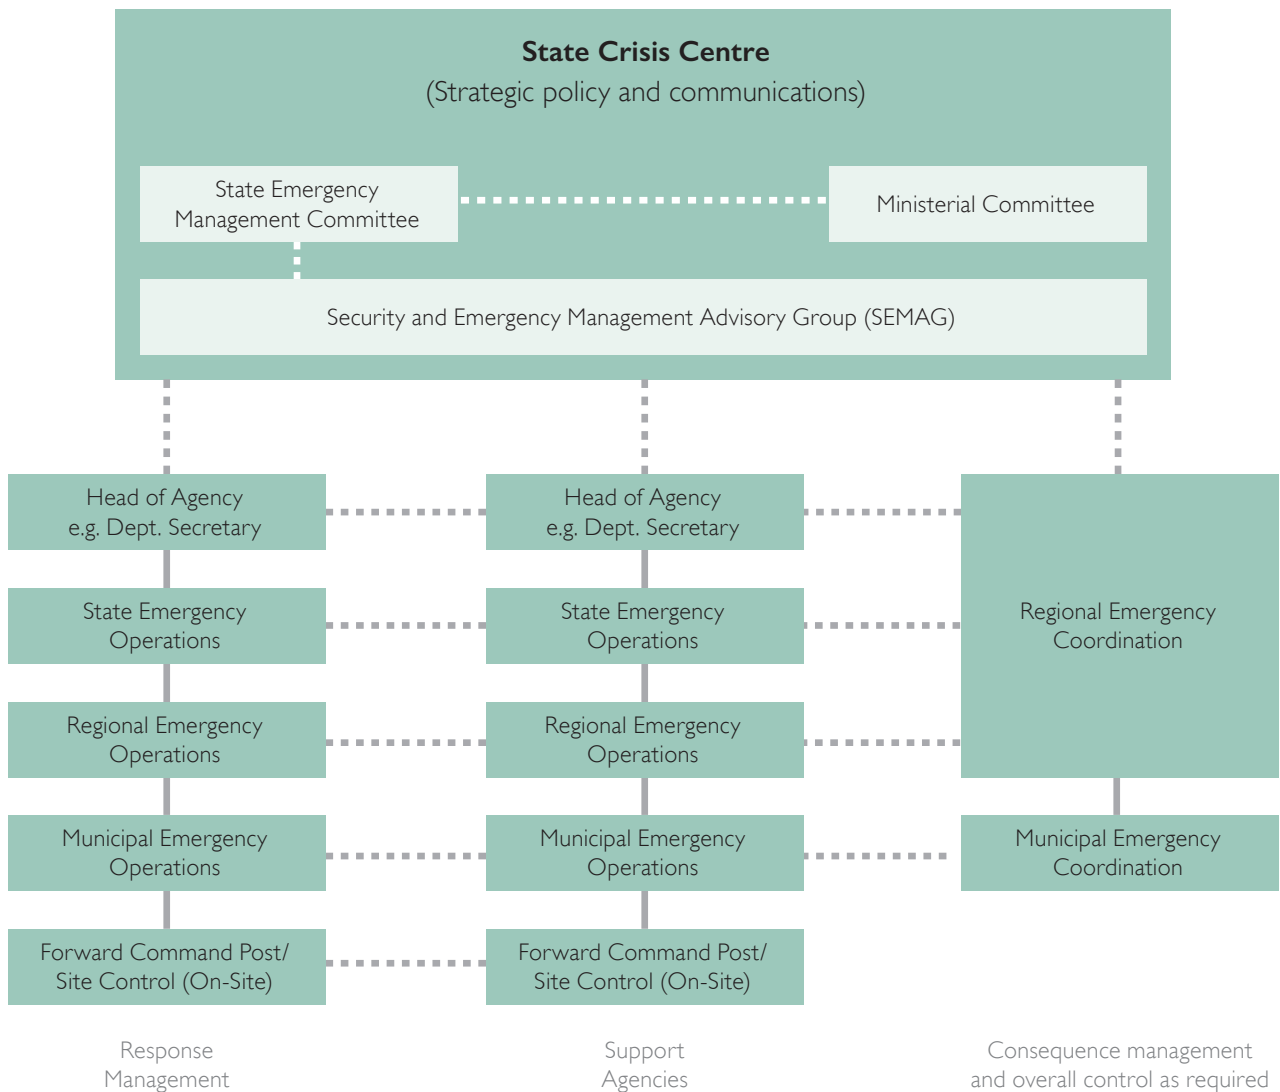 State Crisis Centre
(Strategic policy and communications)
State Emergency
Management Committee
Ministerial Committee
Security and Emergency Management Advisory Group (SEMAG)
Head of Agency
e.g. Dept. Secretary
Head of Agency
e.g. Dept. Secretary
Regional Emergency
Coordination
State Emergency
Operations
State Emergency
Operations
Regional Emergency
Operations
Regional Emergency
Operations
Municipal Emergency
Operations
Municipal Emergency
Operations
Municipal Emergency
Coordination
Forward Command Post/
Site Control (On-Site)
Forward Command Post/
Site Control (On-Site)
Response
Management
Support
Agencies
Consequence management
and overall control as required